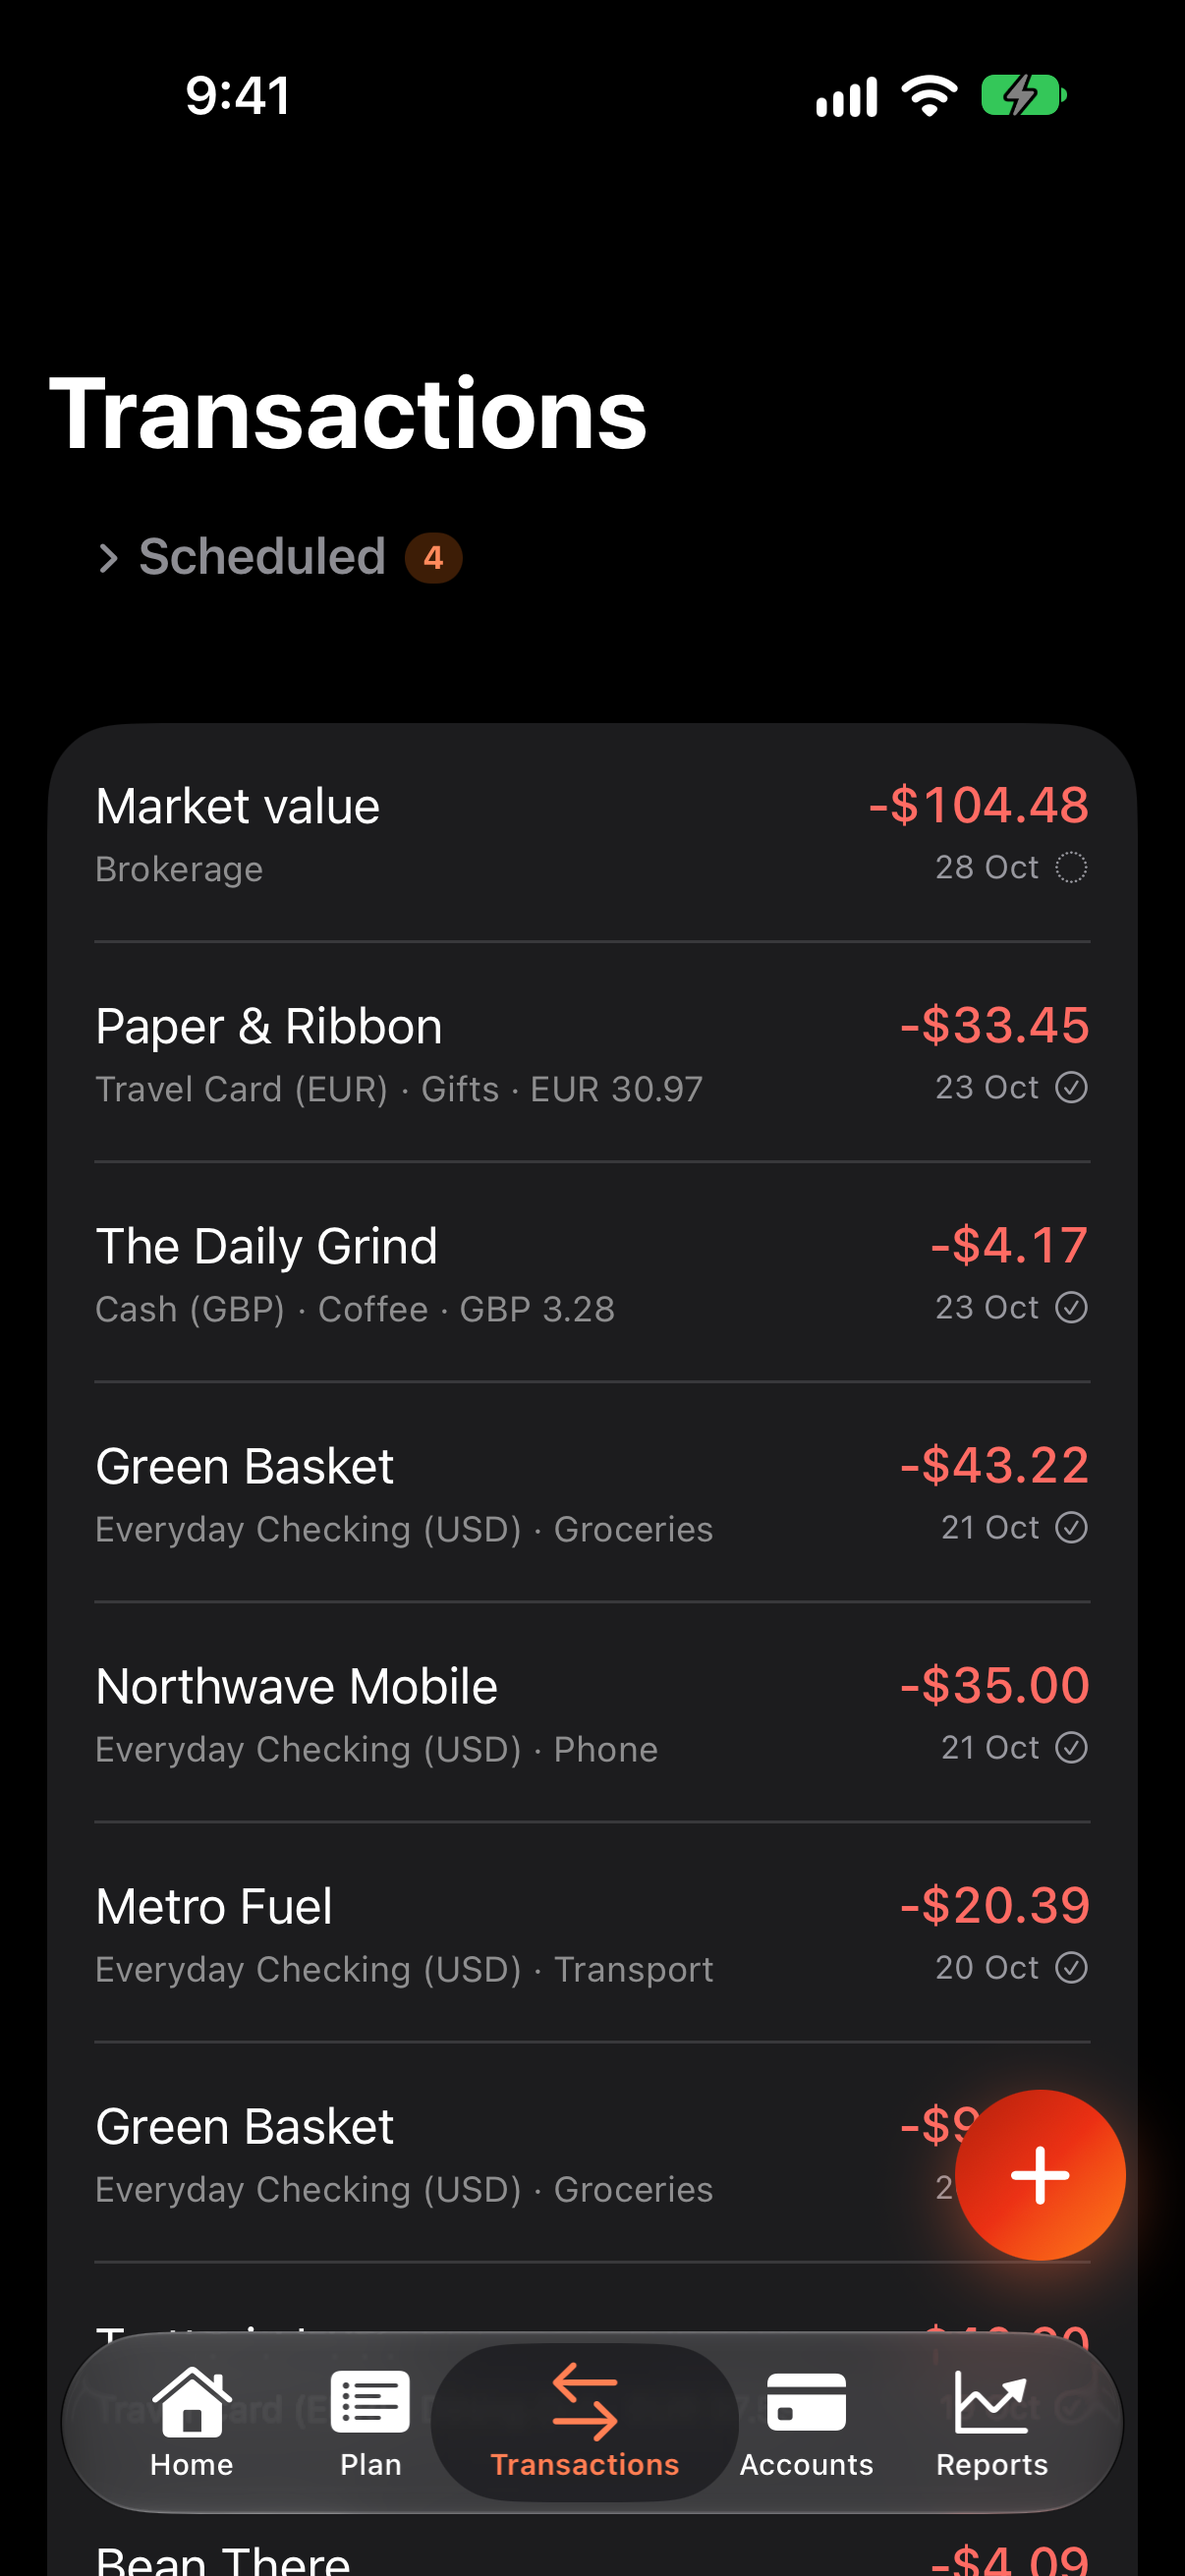 9:41
Transactions
Scheduled 4
Market value -$104.48
Brokerage 28 Oct
Paper & Ribbon -$33.45
Travel Card (EUR) · Gifts · EUR 30.97 23 Oct
The Daily Grind -$4.17
Cash (GBP) · Coffee · GBP 3.28 23 Oct
Green Basket -$43.22
Everyday Checking (USD) · Groceries 21 Oct
Northwave Mobile -$35.00
Everyday Checking (USD) · Phone 21 Oct
Metro Fuel -$20.39
Everyday Checking (USD) · Transport 20 Oct
Green Basket
Everyday Checking (USD) · Groceries
Home Plan Transactions Accounts Reports
Bean There -$4.09